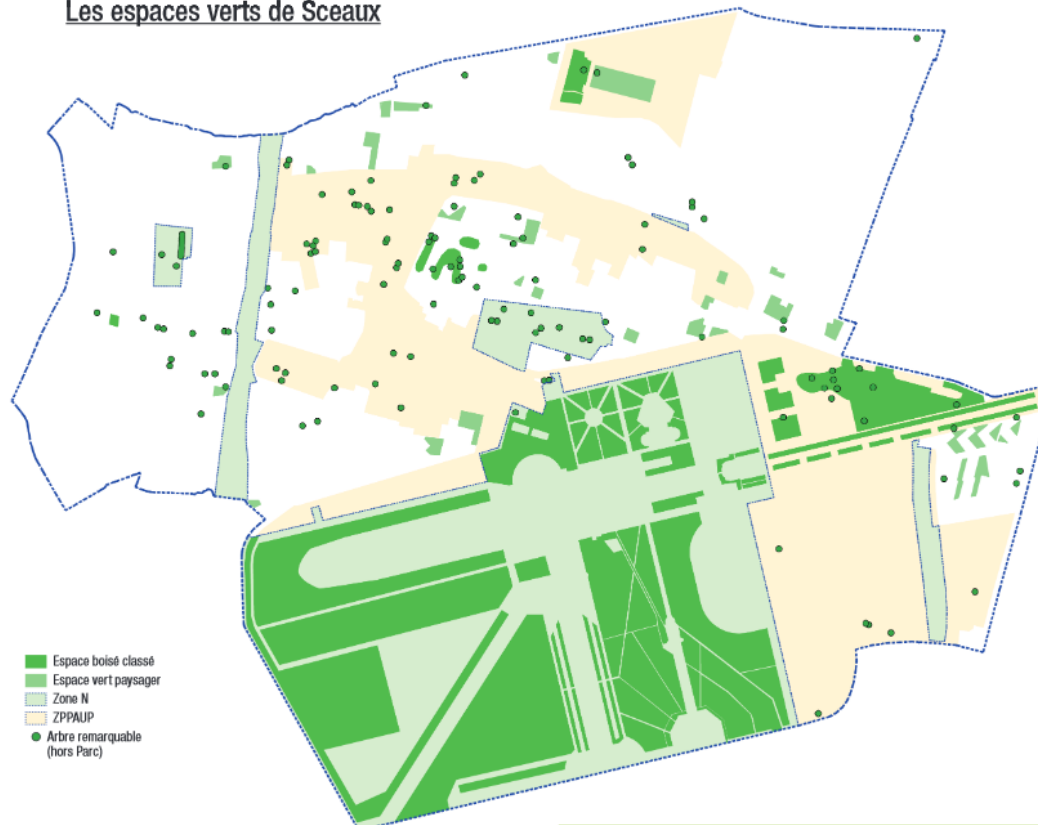 Les espaces verts de Sceaux
Espace boisé classé
Espace vert paysager
Zone N
ZPPAUP
Arbre remarquable
(hors Parc)